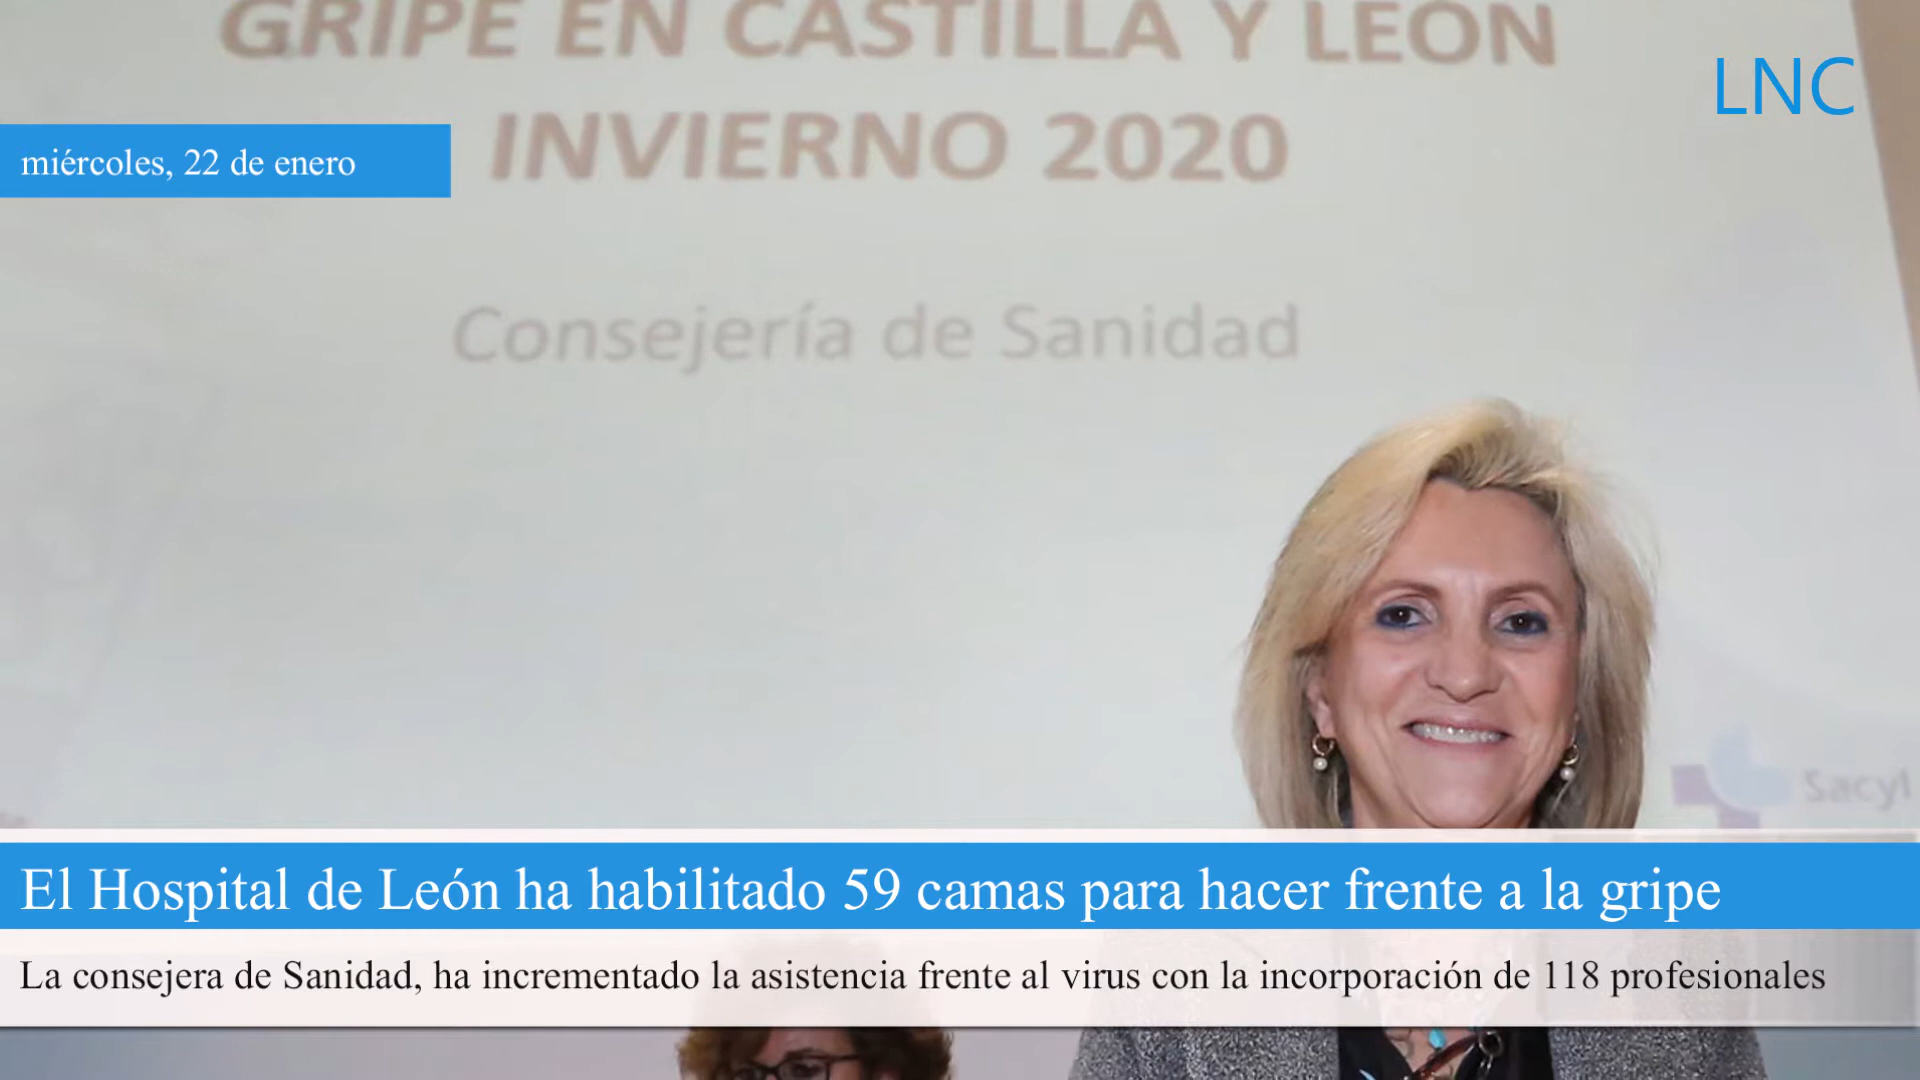 GRIPE EN CASTILLA Y LEÓN
LNC
INVIERNO 2020
miércoles, 22 de enero
Consejería de Sanidad
Sacyl
El Hospital de León ha habilitado 59 camas para hacer frente a la gripe
La consejera de Sanidad, ha incrementado la asistencia frente al virus con la incorporación de 118 profesionales